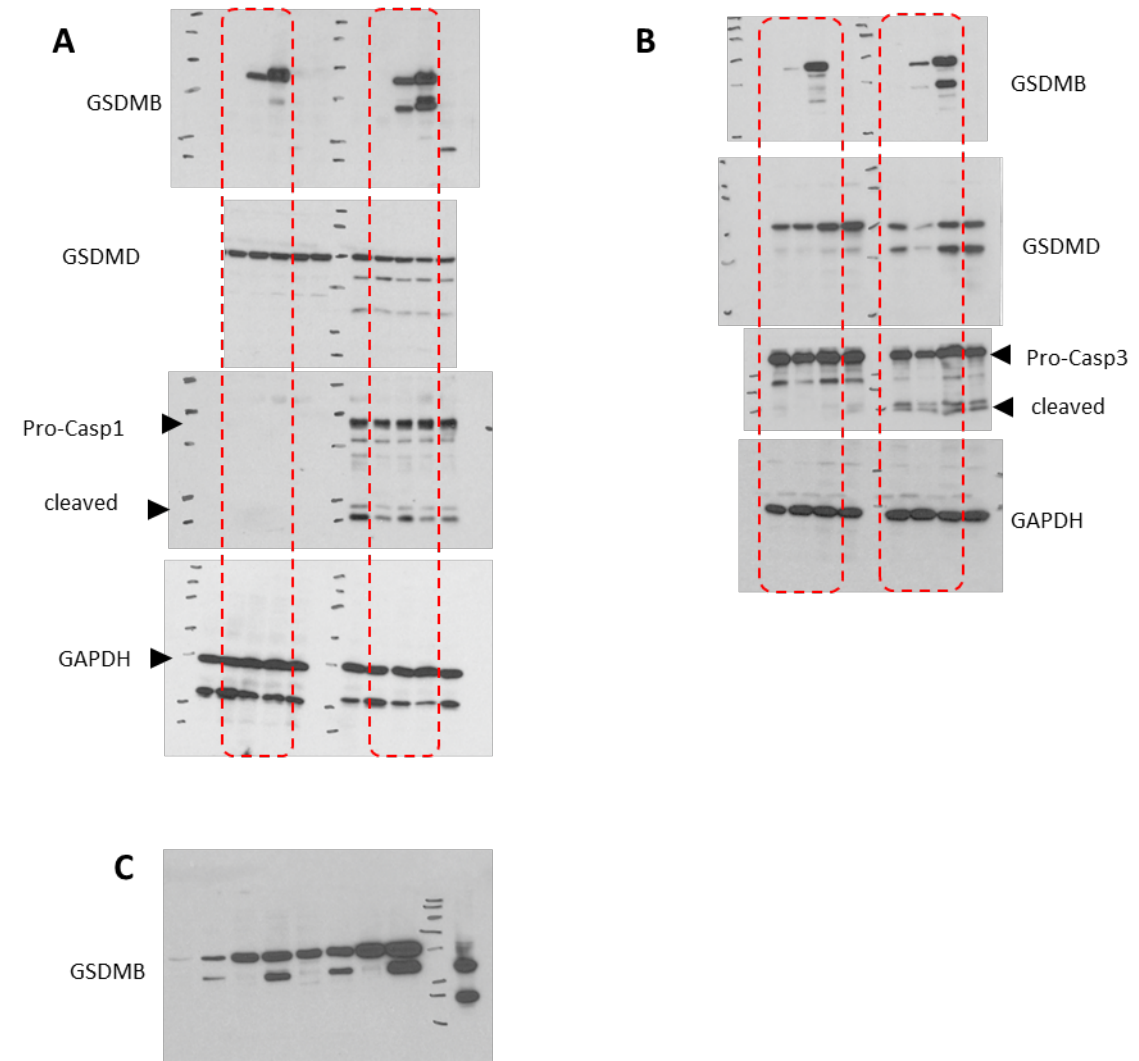 A
GSDMB
GSDMD
Pro-Casp1
cleaved
GAPDH
B
GSDMB
GSDMD
Pro-Casp3
cleaved
GAPDH
C
GSDMB